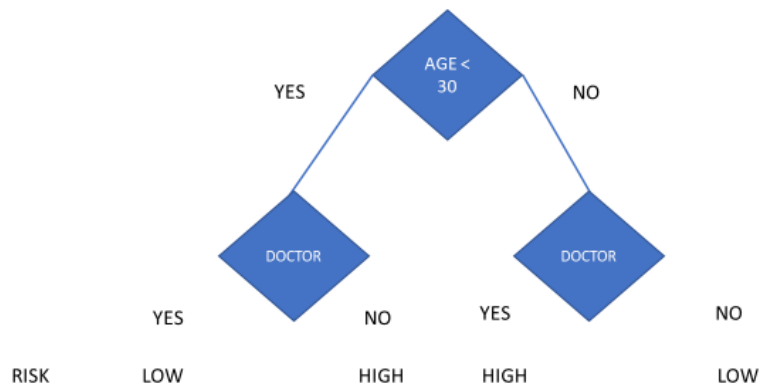 AGE <
30
YES
NO
DOCTOR
DOCTOR
YES
NO
YES
NO
RISK
LOW
HIGH
HIGH
LOW